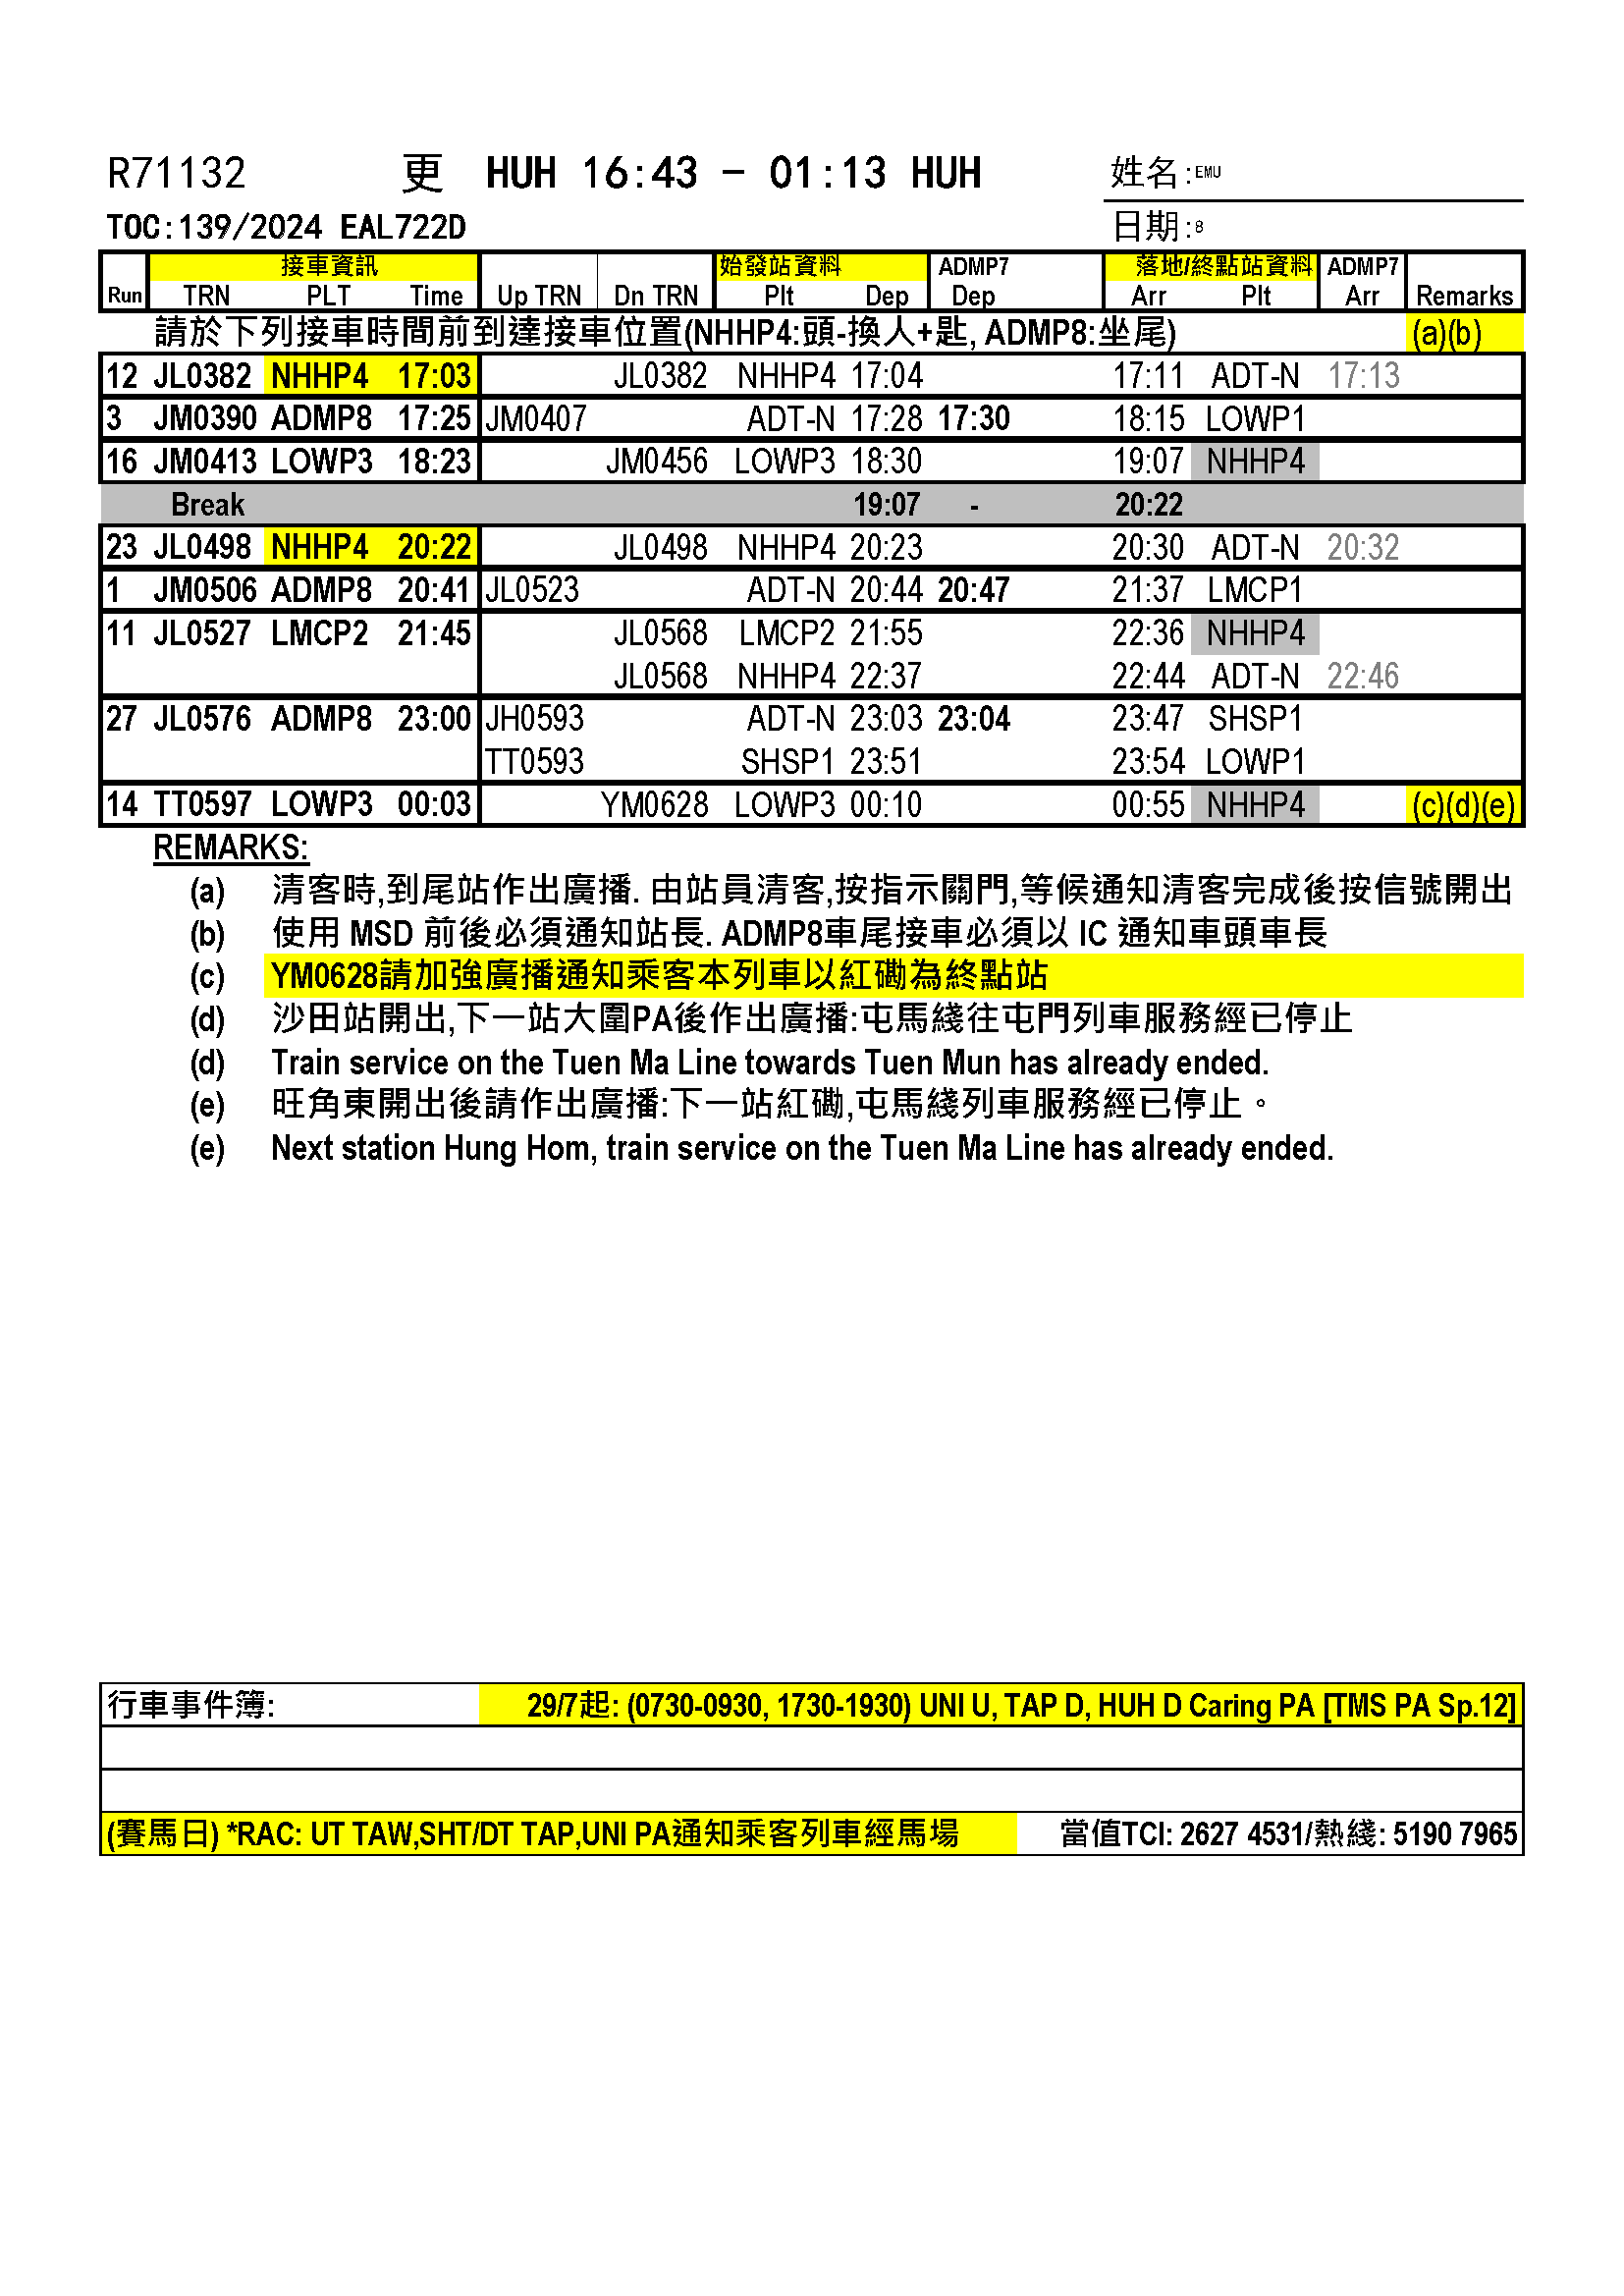 R71132 更 HUH 16:43 - 01:13 HUH 姓名:EMU
TOC:139/2024 EAL722D 日期:8
接車資訊 始發站資料 ADMP7 落地/終點站資料 ADMP7
Run TRN PLT Time Up TRN Dn TRN Plt Dep Dep Arr Plt Arr Remarks
請於下列接車時間前到達接車位置(NHHP4:頭-換人+匙, ADMP8:坐尾) (a)(b)
12 JL0382 NHHP4 17:03 JL0382 NHHP4 17:04 17:11 ADT-N 17:13
3 JM0390 ADMP8 17:25 JM0407 ADT-N 17:28 17:30 18:15 LOWP1
16 JM0413 LOWP3 18:23 JM0456 LOWP3 18:30 19:07 NHHP4
Break 19:07 - 20:22
23 JL0498 NHHP4 20:22 JL0498 NHHP4 20:23 20:30 ADT-N 20:32
1 JM0506 ADMP8 20:41 JL0523 ADT-N 20:44 20:47 21:37 LMCP1
11 JL0527 LMCP2 21:45 JL0568 LMCP2 21:55 22:36 NHHP4
JL0568 NHHP4 22:37 22:44 ADT-N 22:46
27 JL0576 ADMP8 23:00 JH0593 ADT-N 23:03 23:04 23:47 SHSP1
TT0593 SHSP1 23:51 23:54 LOWP1
14 TT0597 LOWP3 00:03 YM0628 LOWP3 00:10 00:55 NHHP4 (c)(d)(e)
REMARKS:
(a) 清客時,到尾站作出廣播. 由站員清客,按指示關門,等候通知清客完成後按信號開出
(b) 使用 MSD 前後必須通知站長. ADMP8車尾接車必須以 IC 通知車頭車長
(c) YM0628請加強廣播通知乘客本列車以紅磡為終點站
(d) 沙田站開出,下一站大圍PA後作出廣播:屯馬綫往屯門列車服務經已停止
(d) Train service on the Tuen Ma Line towards Tuen Mun has already ended.
(e) 旺角東開出後請作出廣播:下一站紅磡,屯馬綫列車服務經已停止。
(e) Next station Hung Hom, train service on the Tuen Ma Line has already ended.
行車事件簿: 29/7起: (0730-0930, 1730-1930) UNI U, TAP D, HUH D Caring PA [TMS PA Sp.12]
(賽馬日) *RAC: UT TAW,SHT/DT TAP,UNI PA通知乘客列車經馬場 當值TCI: 2627 4531/熱綫: 5190 7965